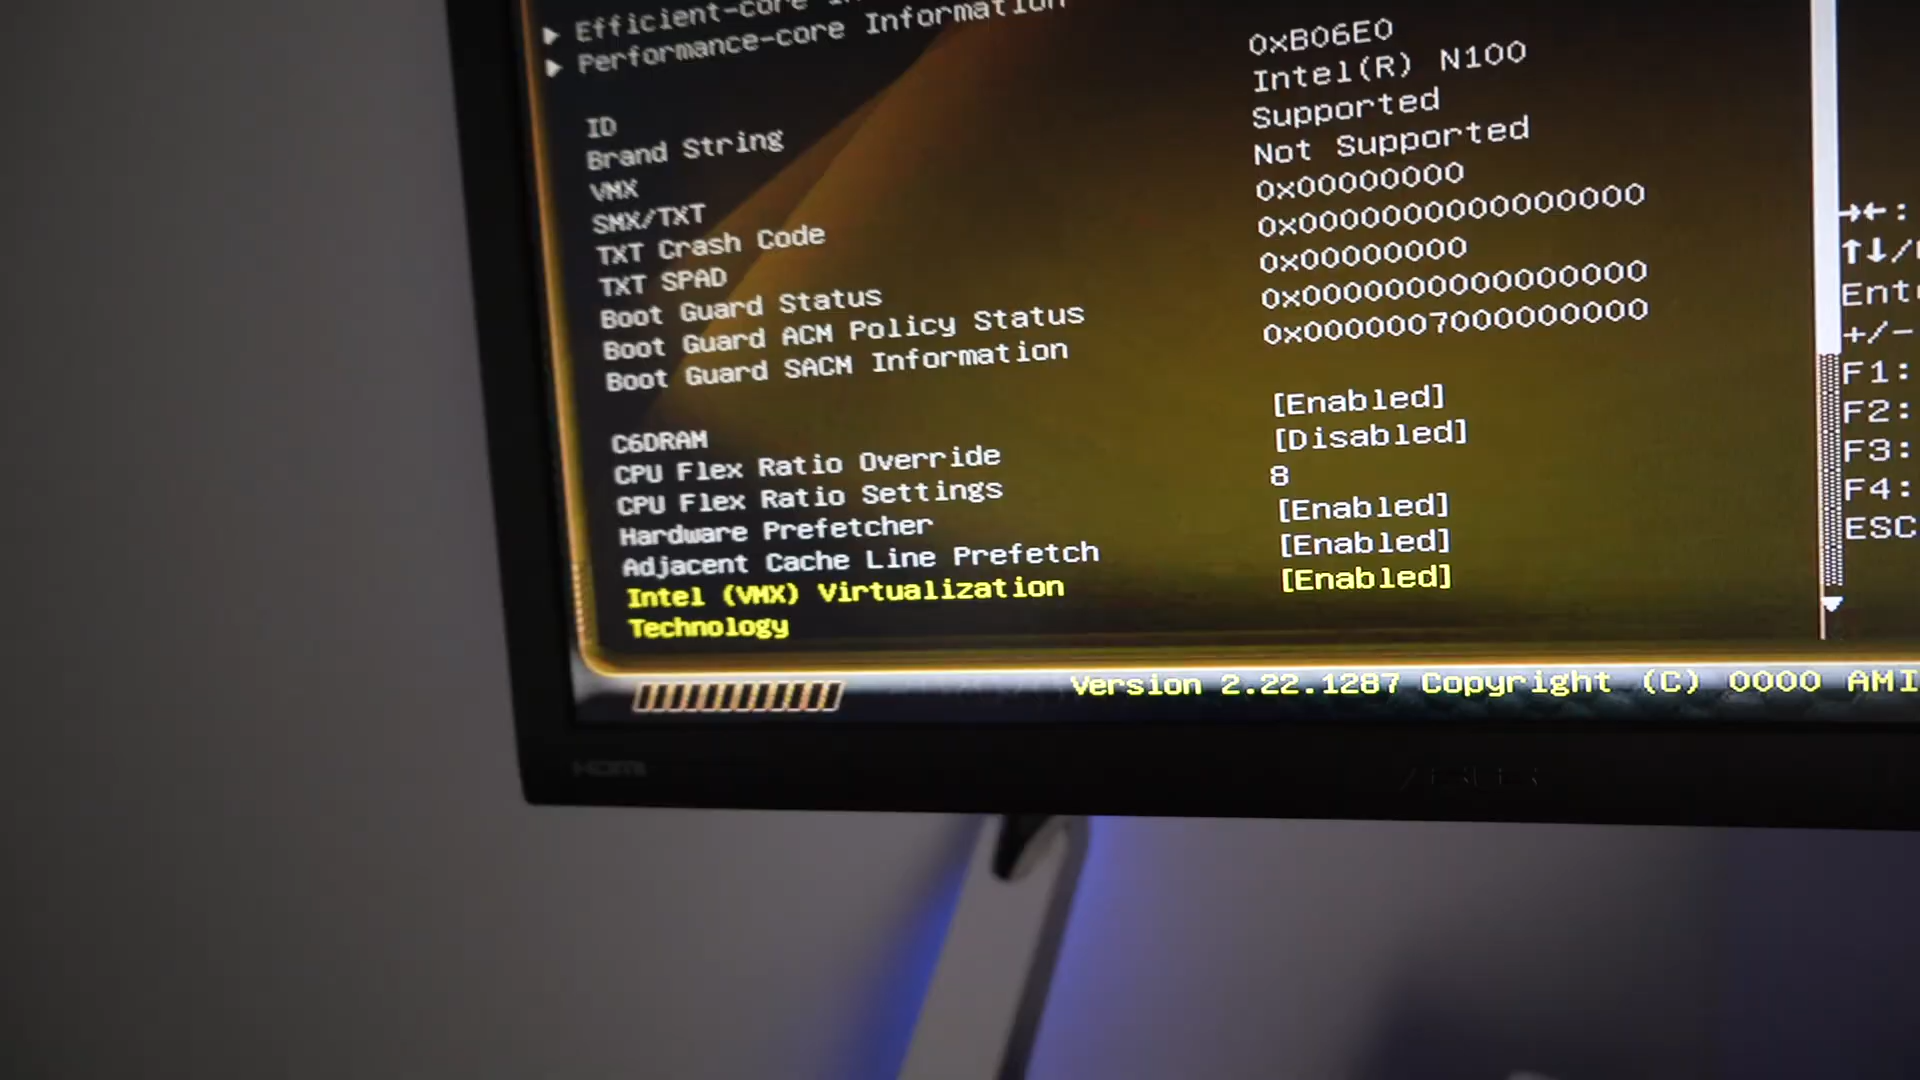 Efficient-core
Performance-core Information
ID 0xB06E0
Brand String Intel(R) N100
VMX Supported
SMX/TXT Not Supported
TXT Crash Code 0x00000000
TXT SPAD 0x0000000000000000
Boot Guard Status 0x00000000
Boot Guard ACM Policy Status 0x0000000000000000
Boot Guard SACM Information 0x0000007000000000
C6DRAM [Enabled]
CPU Flex Ratio Override [Disabled]
CPU Flex Ratio Settings 8
Hardware Prefetcher [Enabled]
Adjacent Cache Line Prefetch [Enabled]
Intel (VMX) Virtualization [Enabled]
Technology
→←:
↑↓/
Ent
+/-
F1:
F2:
F3:
F4:
ESC
Version 2.22.1287 Copyright (C) 0000 AMI
HDMI